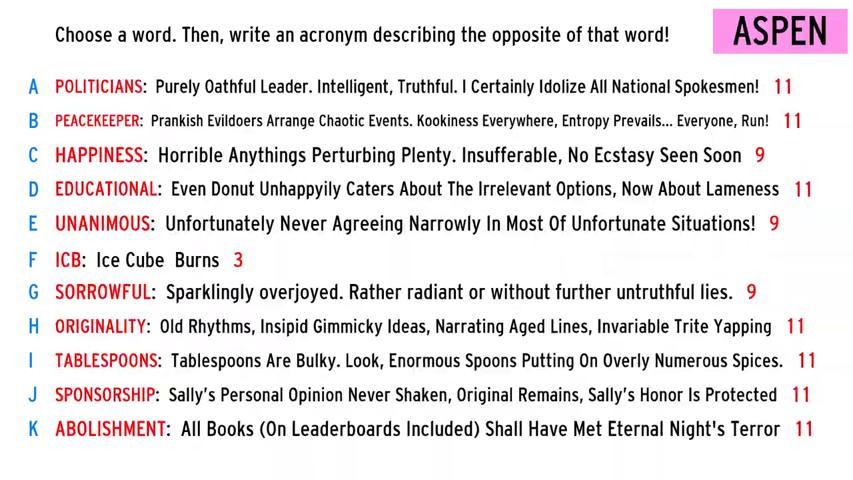 Choose a word. Then, write an acronym describing the opposite of that word!
ASPEN
A POLITICIANS: Purely Oathful Leader. Intelligent, Truthful. I Certainly Idolize All National Spokesmen! 11
B PEACEKEEPER: Prankish Evildoers Arrange Chaotic Events. Kookiness Everywhere, Entropy Prevails... Everyone, Run! 11
C HAPPINESS: Horrible Anythings Perturbing Plenty. Insufferable, No Ecstasy Seen Soon 9
D EDUCATIONAL: Even Donut Unhappyily Caters About The Irrelevant Options, Now About Lameness 11
E UNANIMOUS: Unfortunately Never Agreeing Narrowly In Most Of Unfortunate Situations! 9
F ICB: Ice Cube Burns 3
G SORROWFUL: Sparklingly overjoyed. Rather radiant or without further untruthful lies. 9
H ORIGINALITY: Old Rhythms, Insipid Gimmicky Ideas, Narrating Aged Lines, Invariable Trite Yapping 11
I TABLESPOONS: Tablespoons Are Bulky. Look, Enormous Spoons Putting On Overly Numerous Spices. 11
J SPONSORSHIP: Sally's Personal Opinion Never Shaken, Original Remains, Sally's Honor Is Protected 11
K ABOLISHMENT: All Books (On Leaderboards Included) Shall Have Met Eternal Night's Terror 11